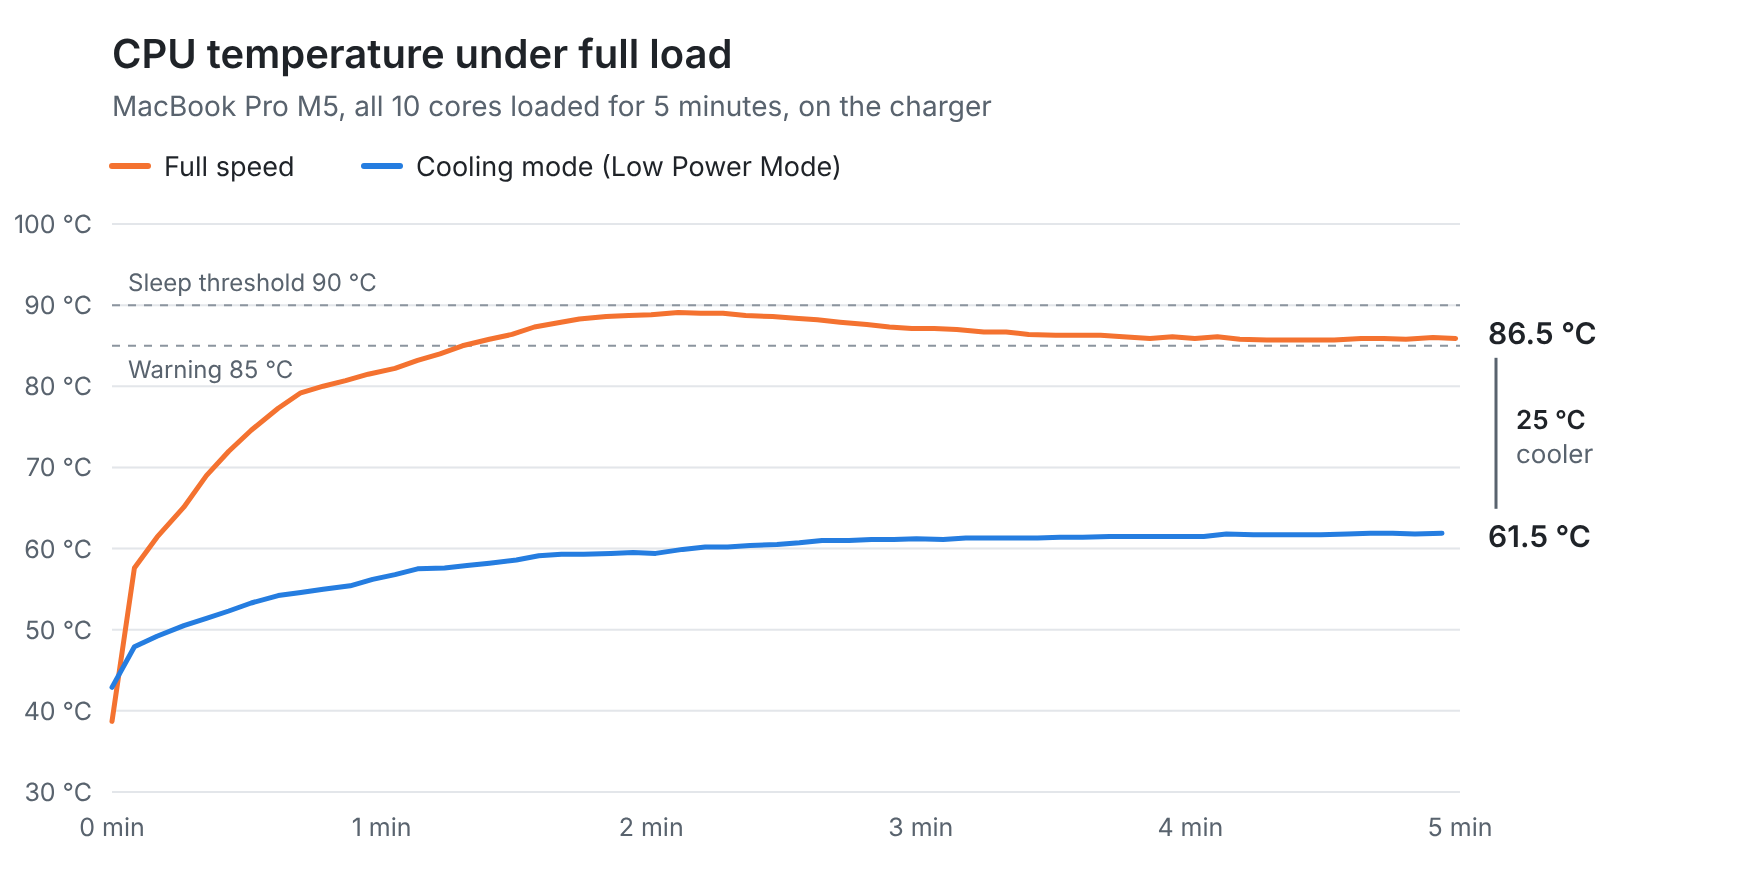 CPU temperature under full load
MacBook Pro M5, all 10 cores loaded for 5 minutes, on the charger
Full speed
Cooling mode (Low Power Mode)
100 °C
Sleep threshold 90 °C
90 °C
86.5 °C
Warning 85 °C
80 °C
25 °C
cooler
70 °C
60 °C
61.5 °C
50 °C
40 °C
30 °C
0 min
1 min
2 min
3 min
4 min
5 min